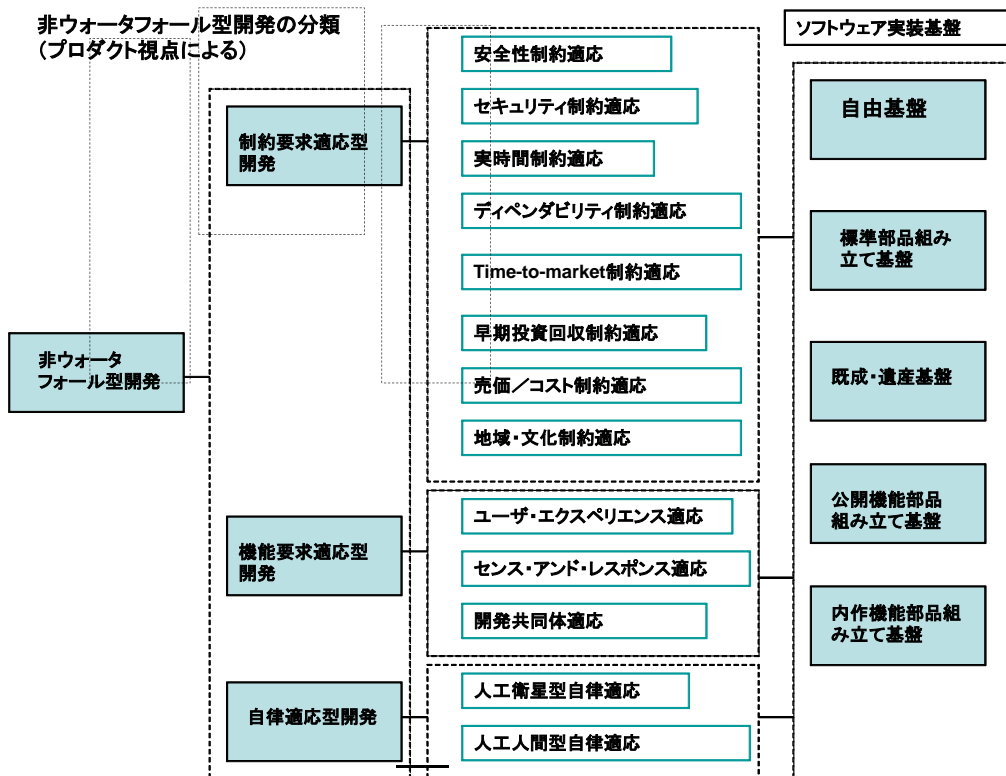 非ウォータフォール型開発の分類
（プロダクト視点による）
非ウォータ
フォール型開発
制約要求適応型
開発
安全性制約適応
セキュリティ制約適応
実時間制約適応
ディペンダビリティ制約適応
Time-to-market制約適応
早期投資回収制約適応
売価／コスト制約適応
地域・文化制約適応
機能要求適応型
開発
ユーザ・エクスペリエンス適応
センス・アンド・レスポンス適応
開発共同体適応
自律適応型開発
人工衛星型自律適応
人工人間型自律適応
ソフトウェア実装基盤
自由基盤
標準部品組み
立て基盤
既成・遺産基盤
公開機能部品
組み立て基盤
内作機能部品組
み立て基盤